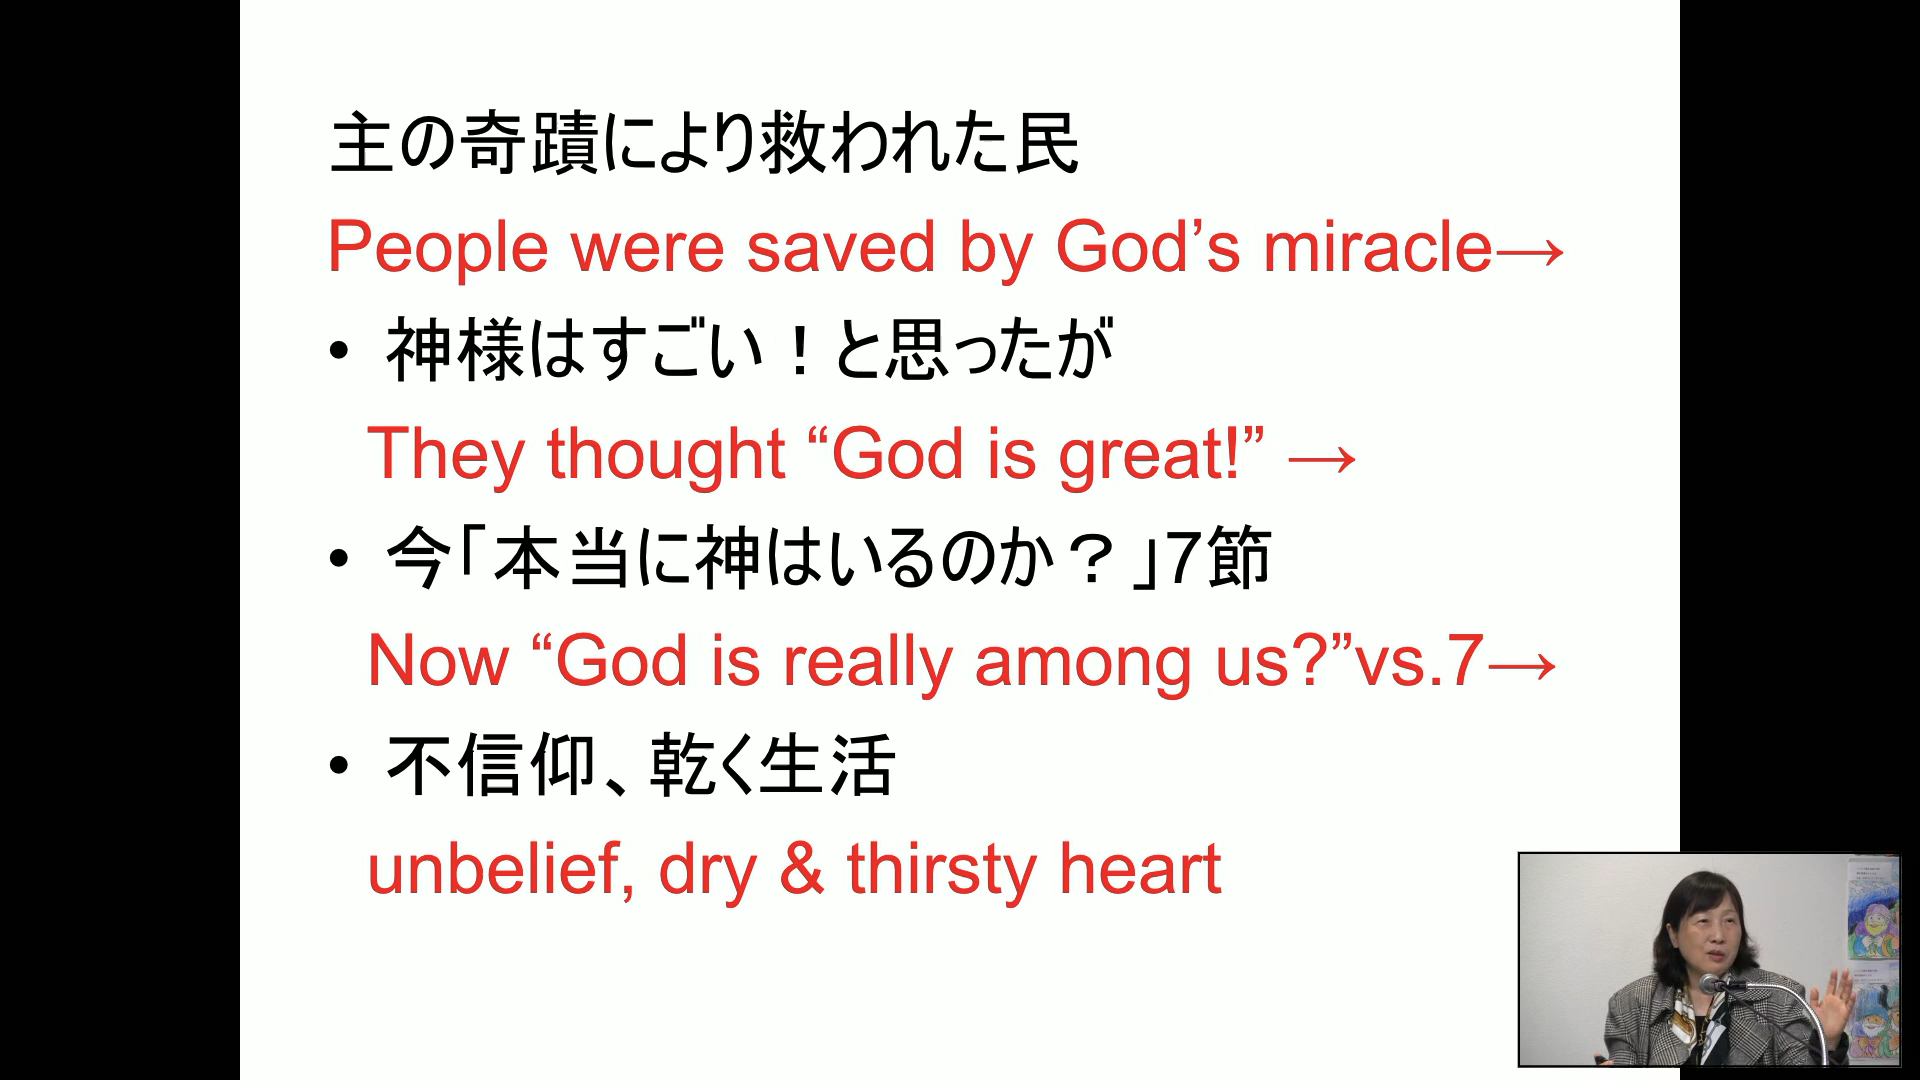 主の奇蹟により救われた民
People were saved by God’s miracle→
• 神様はすごい！と思ったが
They thought “God is great!” →
• 今「本当に神はいるのか？」7節
Now “God is really among us?”vs.7→
• 不信仰、乾く生活
unbelief, dry & thirsty heart